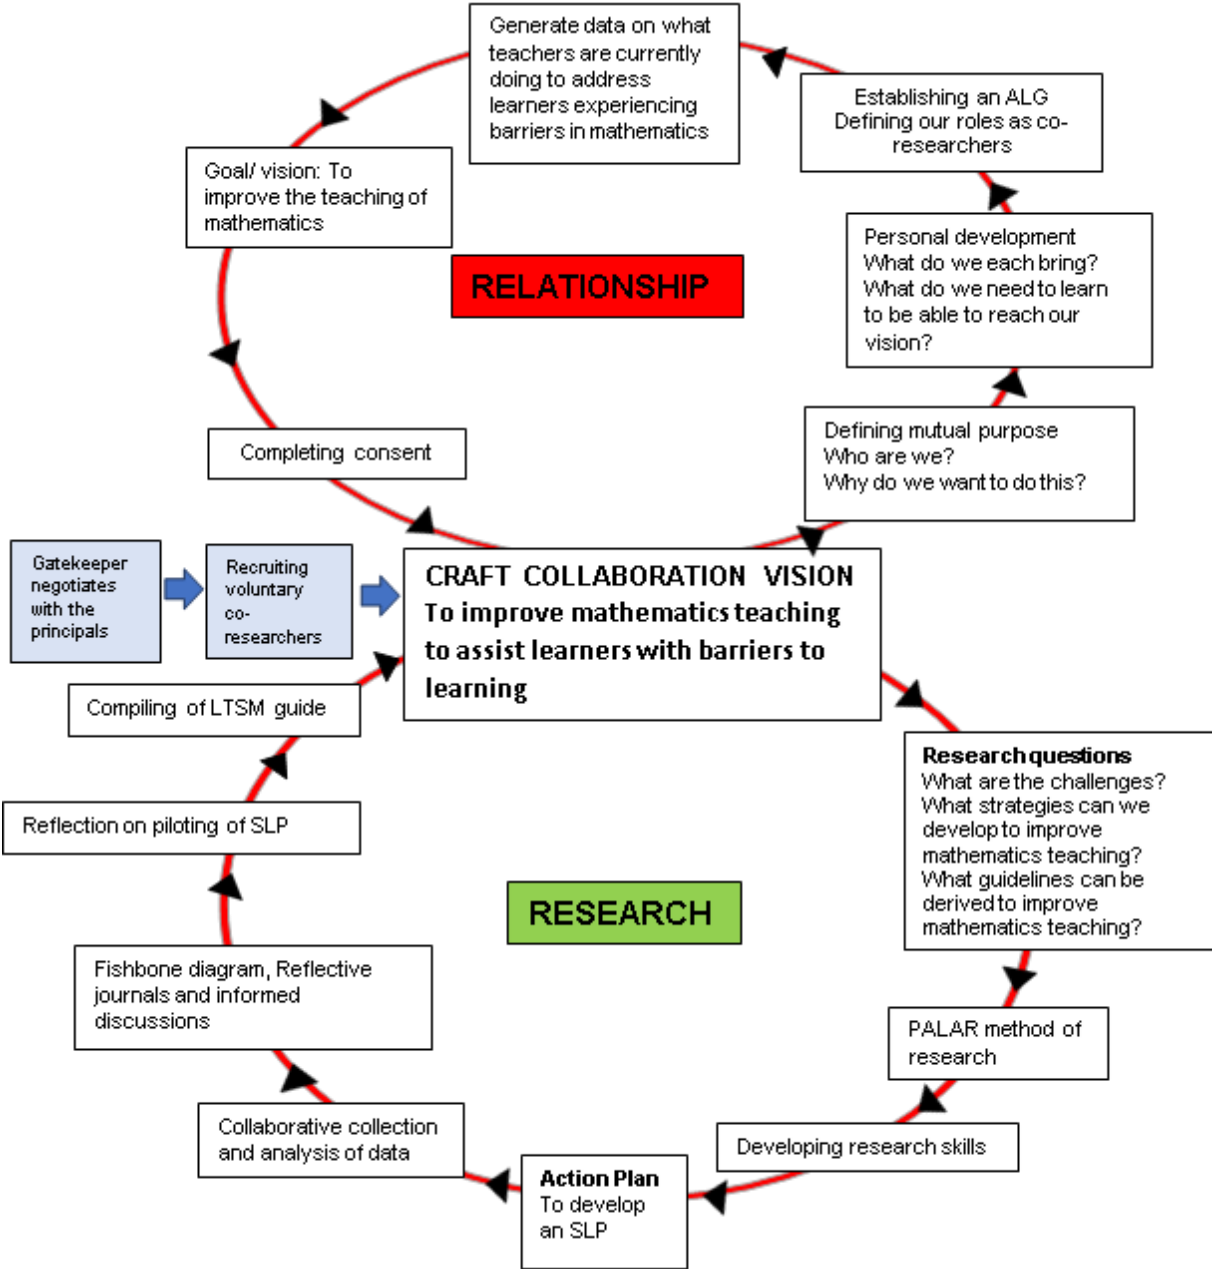 Generate data on what
teachers are currently
doing to address
learners experiencing
barriers in mathematics
Establishing an ALG
Defining our roles as co-
researchers
Goal/ vision: To
improve the teaching of
mathematics
Personal development
What do we each bring?
What do we need to learn
to be able to reach our
vision?
RELATIONSHIP
Completing consent
Defining mutual purpose
Who are we?
Why do we want to do this?
Gatekeeper
negotiates
with the
principals
Recruiting
voluntary
co-
researchers
CRAFT COLLABORATION VISION
To improve mathematics teaching
to assist learners with barriers to
learning
Compiling of LTSM guide
Research questions
What are the challenges?
What strategies can we
develop to improve
mathematics teaching?
What guidelines can be
derived to improve
mathematics teaching?
Reflection on piloting of SLP
RESEARCH
Fishbone diagram, Reflective
journals and informed
discussions
PALAR method of
research
Collaborative collection
and analysis of data
Developing research skills
Action Plan
To develop
an SLP